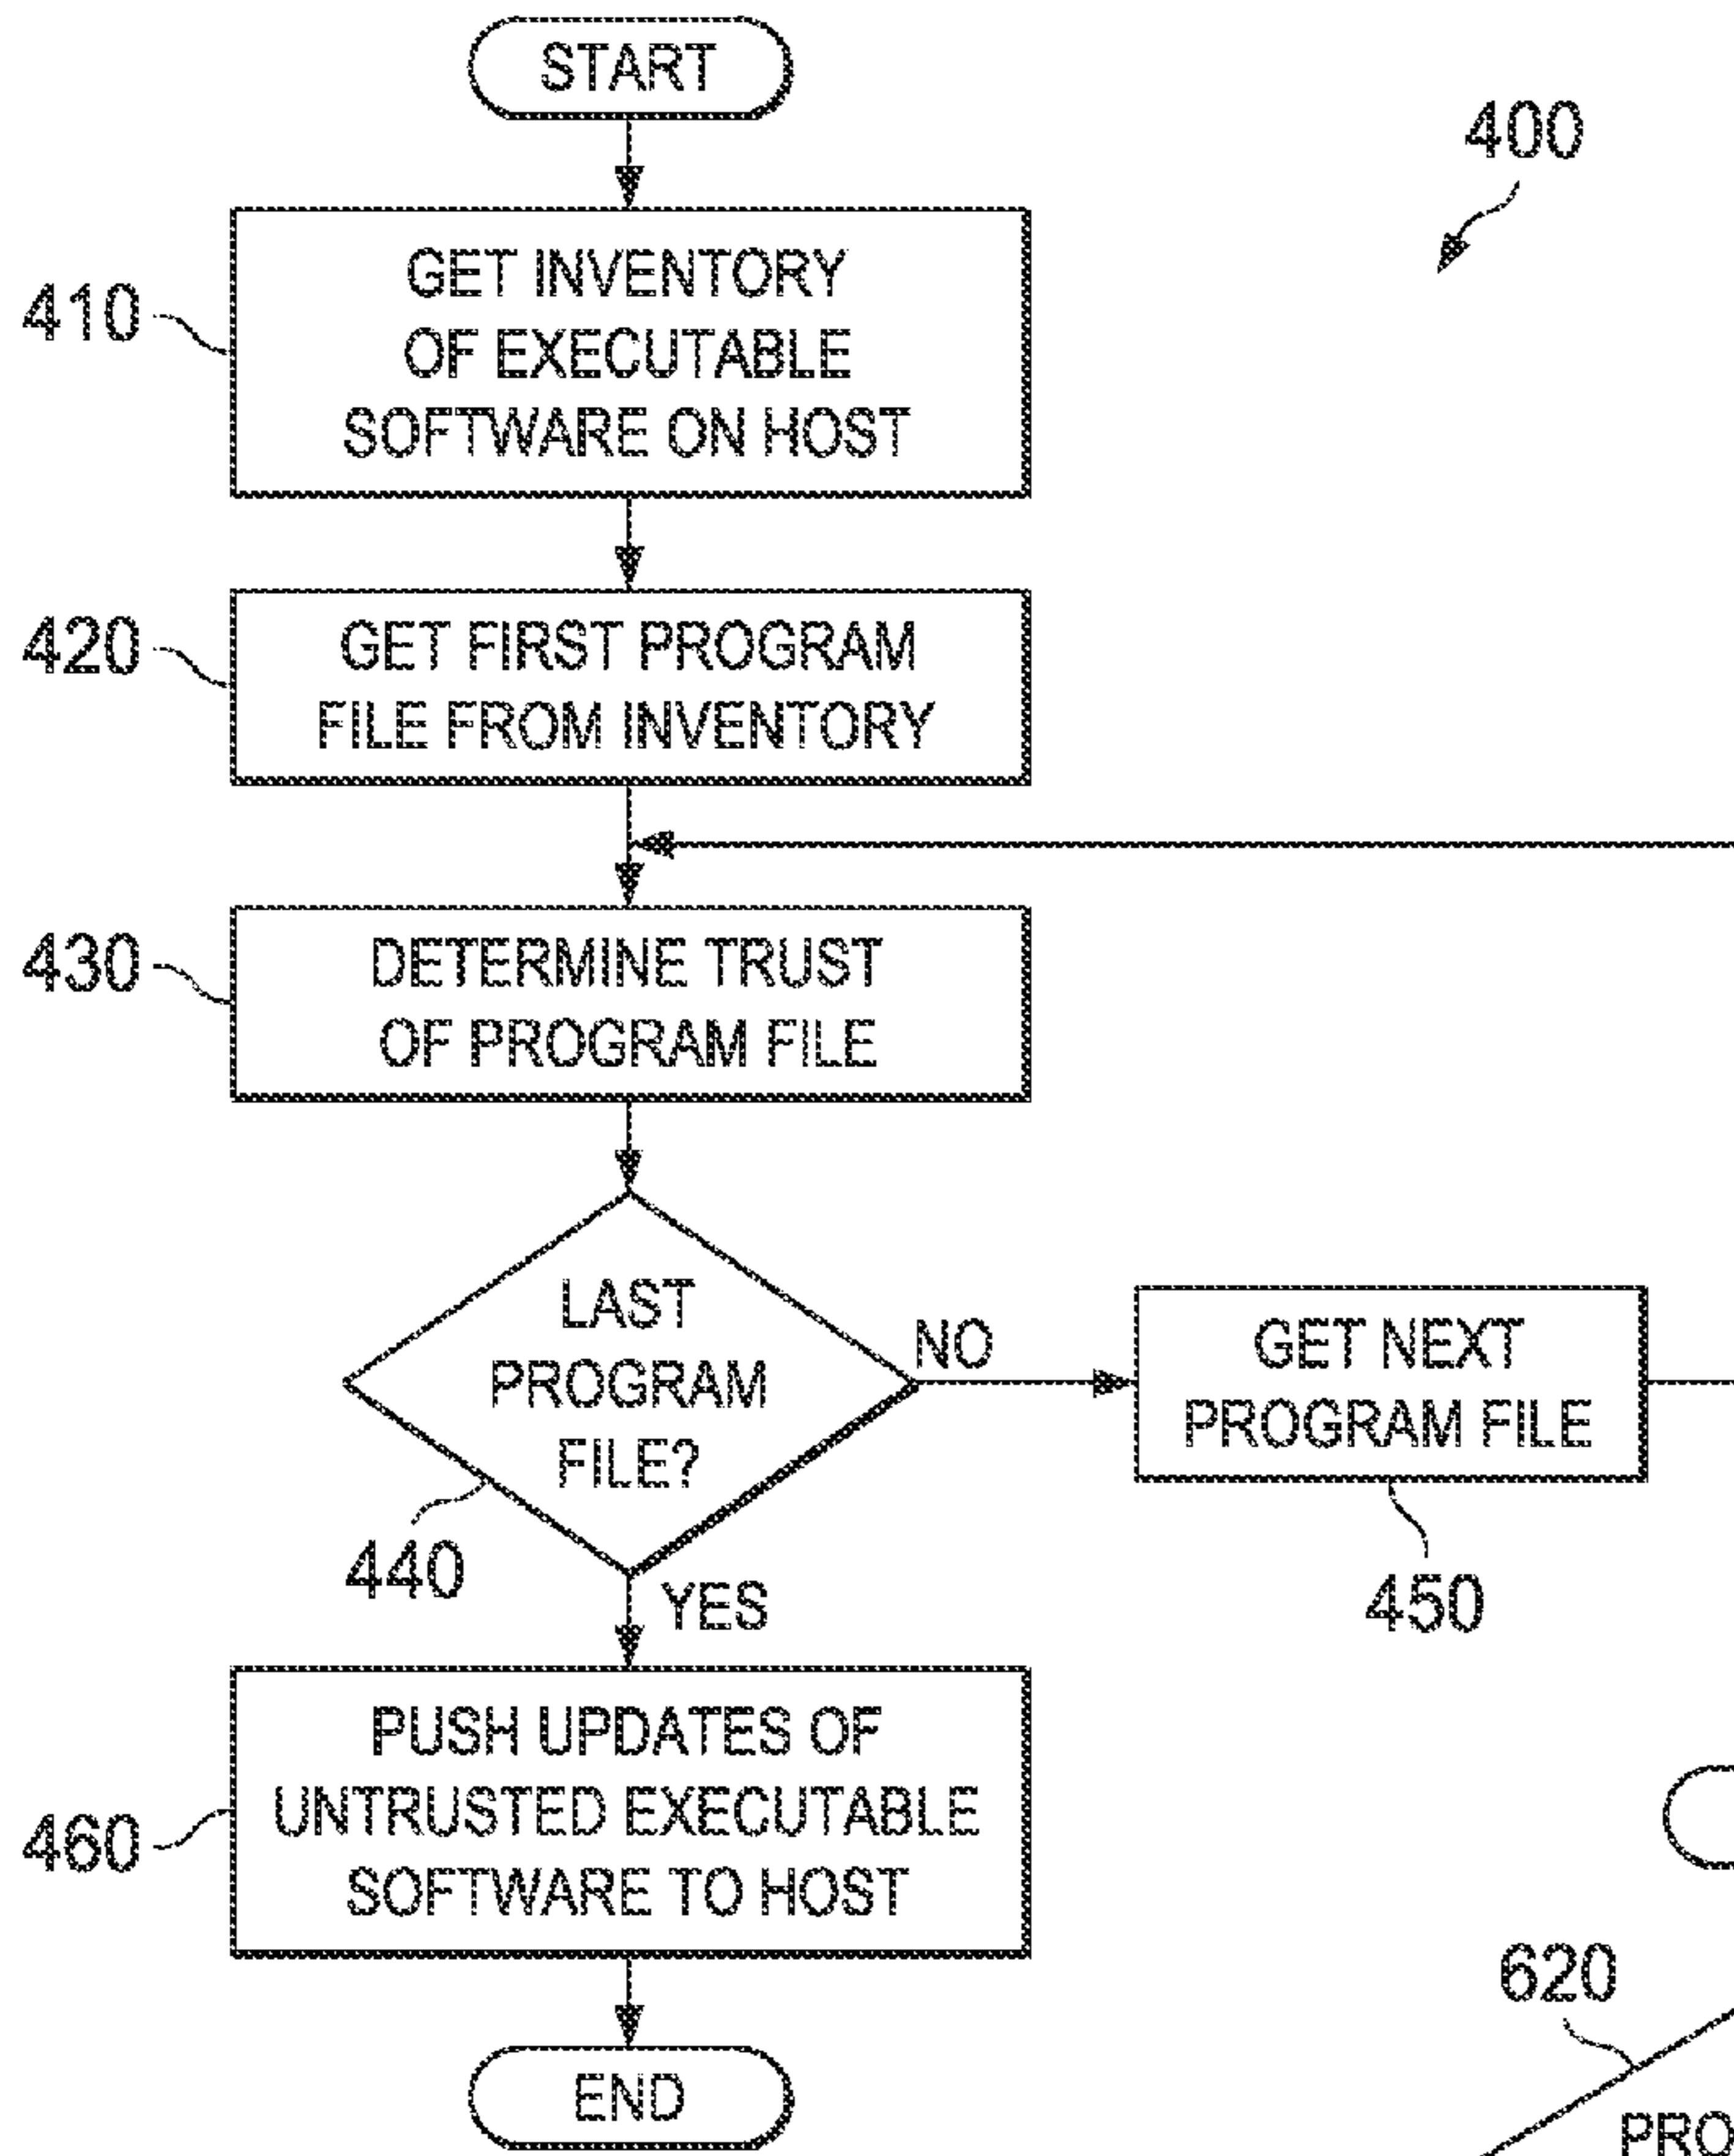 START
400
410
GET INVENTORY
OF EXECUTABLE
SOFTWARE ON HOST
420
GET FIRST PROGRAM
FILE FROM INVENTORY
430
DETERMINE TRUST
OF PROGRAM FILE
LAST
PROGRAM
FILE?
NO
GET NEXT
PROGRAM FILE
440
450
YES
460
PUSH UPDATES OF
UNTRUSTED EXECUTABLE
SOFTWARE TO HOST
END
620